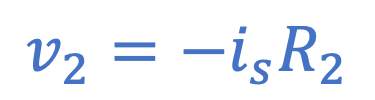 v₂ = −iₛR₂